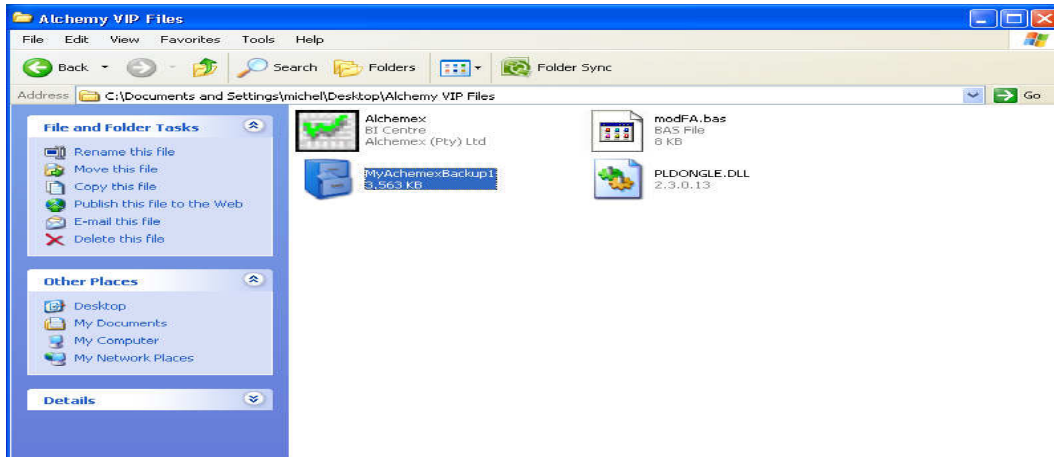 Alchemy VIP Files
File Edit View Favorites Tools Help
Back Search Folders Folder Sync
Address C:\Documents and Settings\michel\Desktop\Alchemy VIP Files Go
File and Folder Tasks
Rename this file
Move this file
Copy this file
Publish this file to the Web
E-mail this file
Delete this file
Other Places
Desktop
My Documents
My Computer
My Network Places
Details
Alchemex
BI Centre
Alchemex (Pty) Ltd
modFA.bas
BAS File
8 KB
MyAchemexBackup1
3,563 KB
PLDONGLE.DLL
2.3.0.13